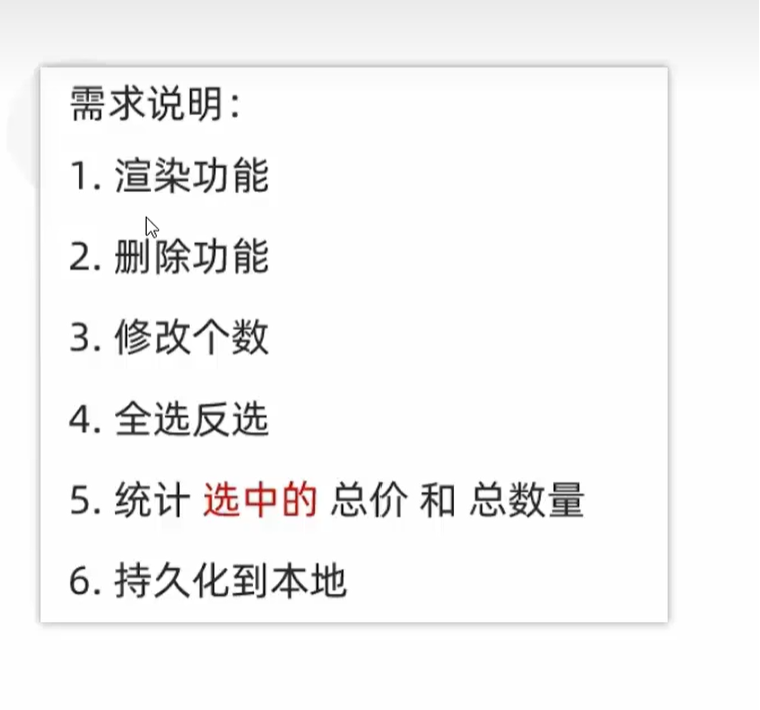 需求说明：
1. 渲染功能
2. 删除功能
3. 修改个数
4. 全选反选
5. 统计 选中的 总价 和 总数量
6. 持久化到本地